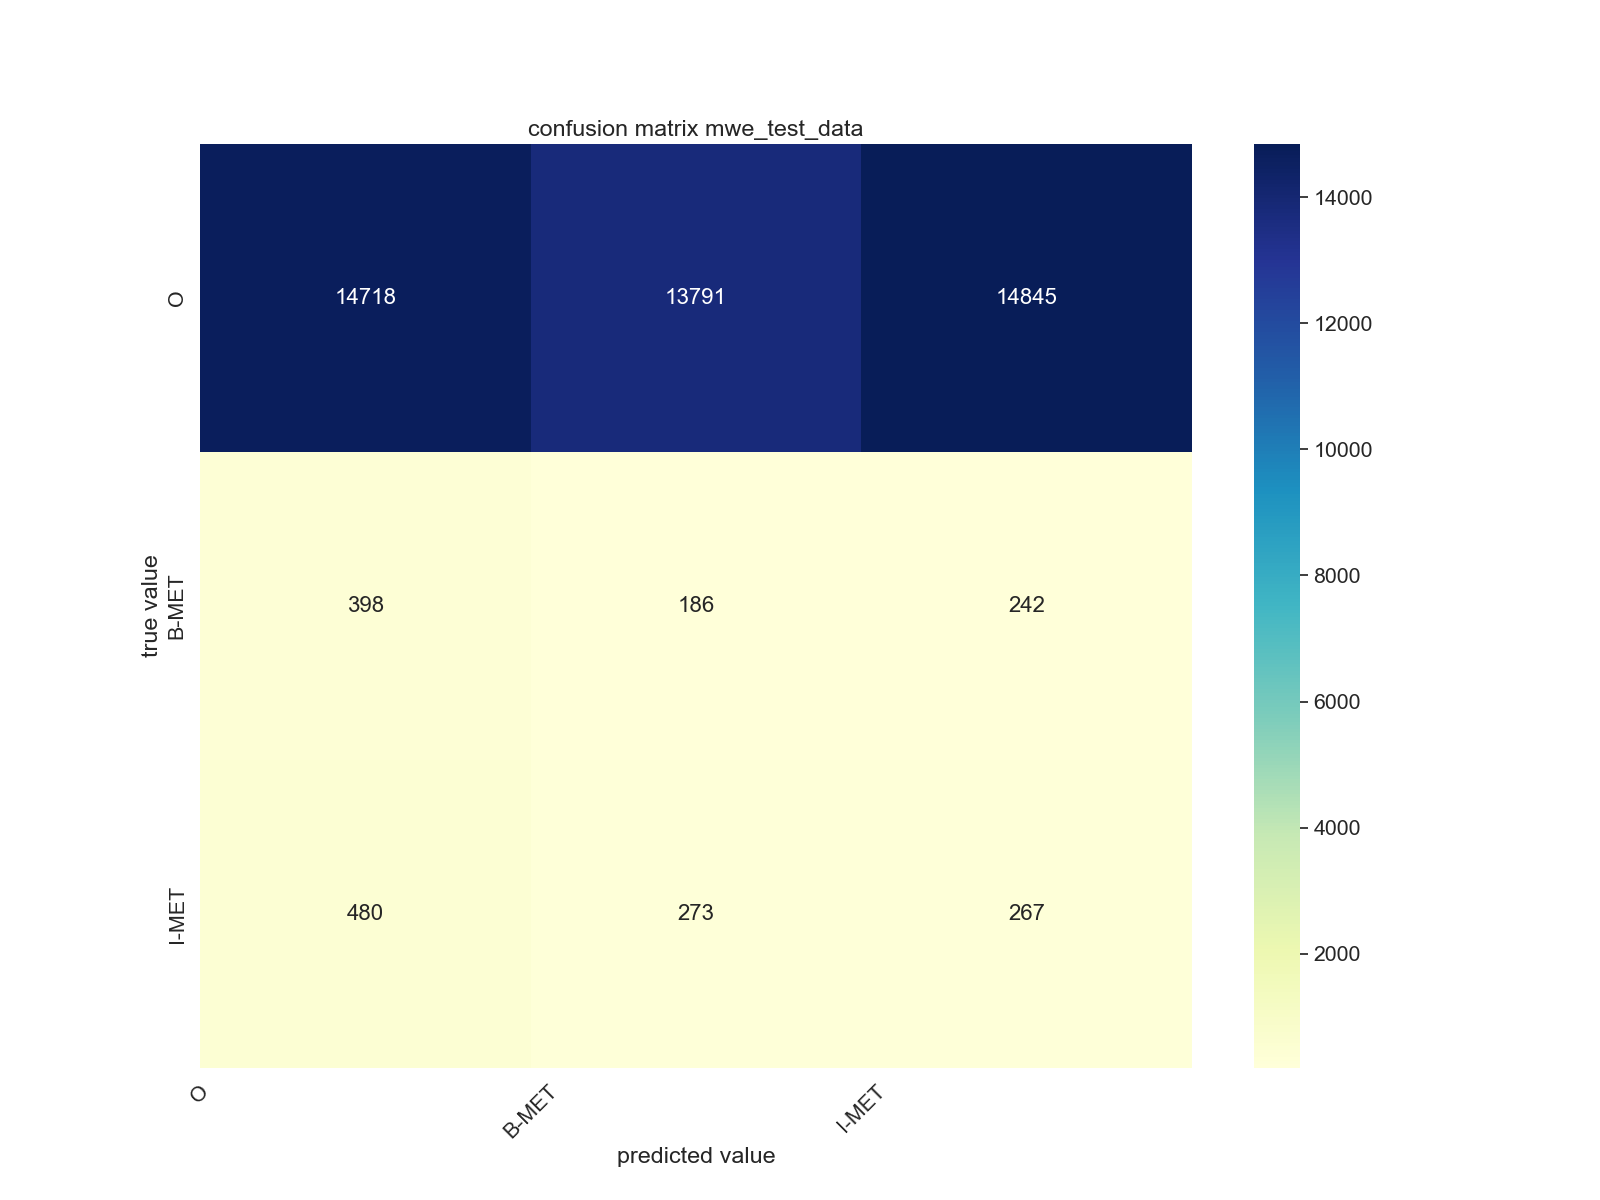 confusion matrix mwe_test_data
14000
12000
10000
8000
6000
4000
2000
true value
O
14718 13791 14845
B-MET
398 186 242
I-MET
480 273 267
O B-MET I-MET
predicted value